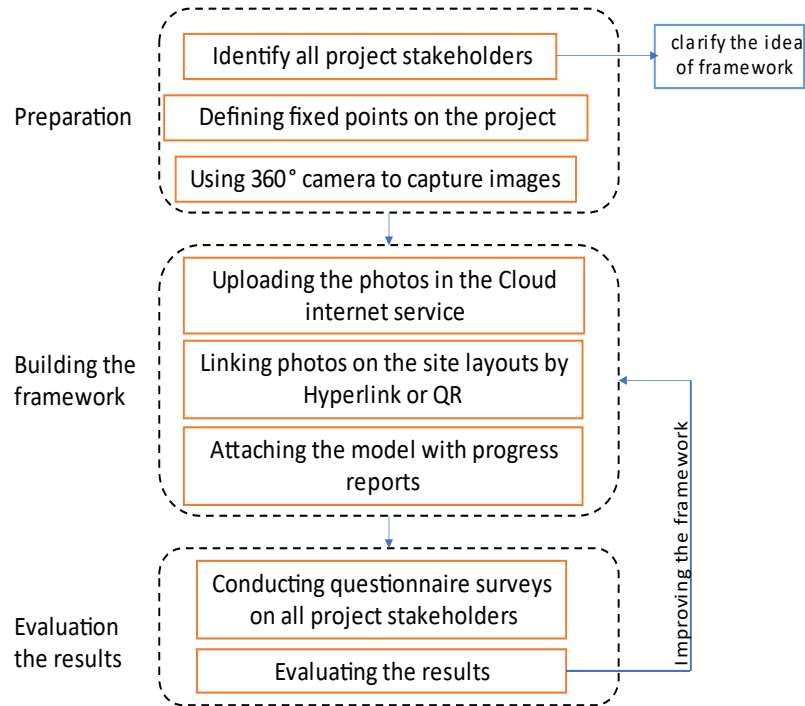 Identify all project stakeholders
clarify the idea
of framework
Preparation
Defining fixed points on the project
Using 360° camera to capture images
Uploading the photos in the Cloud
internet service
Building the
framework
Linking photos on the site layouts by
Hyperlink or QR
Attaching the model with progress
reports
Improving the framework
Evaluation
the results
Conducting questionnaire surveys
on all project stakeholders
Evaluating the results